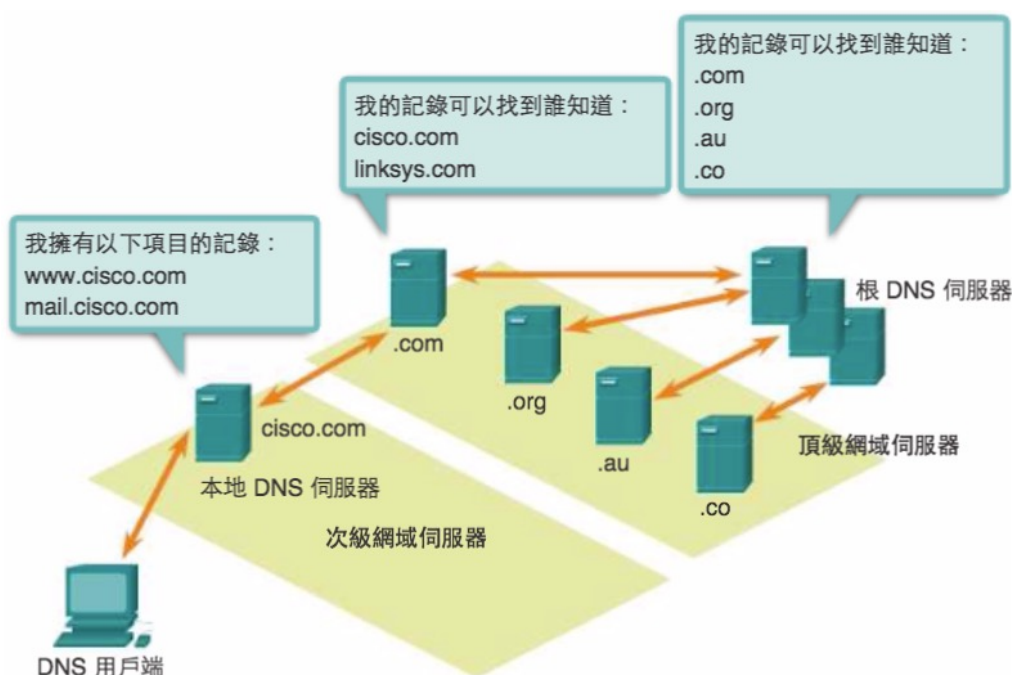 我的記錄可以找到誰知道：
.com
.org
.au
.co
我的記錄可以找到誰知道：
cisco.com
linksys.com
我擁有以下項目的記錄：
www.cisco.com
mail.cisco.com
根 DNS 伺服器
.com
.org
.au
.co
頂級網域伺服器
cisco.com
本地 DNS 伺服器
次級網域伺服器
DNS 用戶端